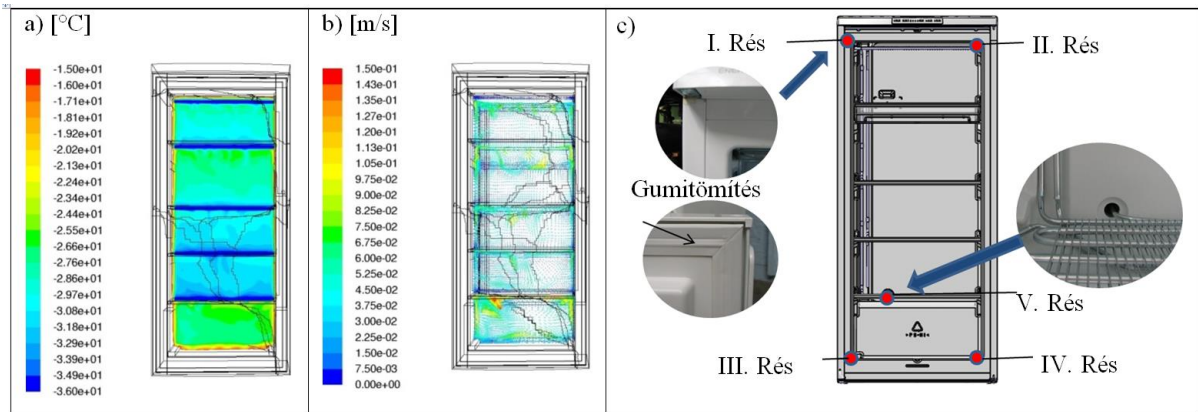 a) [°C]
-1.50e+01
-1.60e+01
-1.71e+01
-1.81e+01
-1.92e+01
-2.02e+01
-2.13e+01
-2.24e+01
-2.34e+01
-2.44e+01
-2.55e+01
-2.66e+01
-2.76e+01
-2.86e+01
-2.97e+01
-3.08e+01
-3.18e+01
-3.29e+01
-3.39e+01
-3.49e+01
-3.60e+01
b) [m/s]
1.50e-01
1.43e-01
1.35e-01
1.27e-01
1.20e-01
1.13e-01
1.05e-01
9.75e-02
9.00e-02
8.25e-02
7.50e-02
6.75e-02
6.00e-02
5.25e-02
4.50e-02
3.75e-02
3.00e-02
2.25e-02
1.50e-02
7.50e-03
0.00e+00
c)
I. Rés
II. Rés
Gumitömítés
V. Rés
III. Rés
IV. Rés